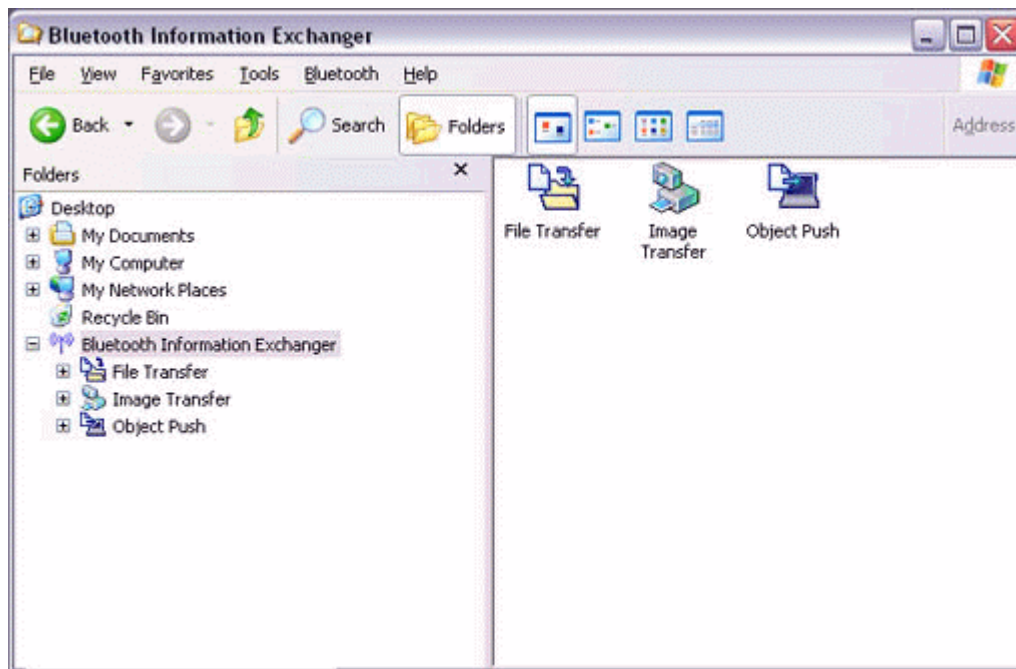 Bluetooth Information Exchanger
File View Favorites Tools Bluetooth Help
Back Search Folders Address
Folders
Desktop
My Documents
My Computer
My Network Places
Recycle Bin
Bluetooth Information Exchanger
File Transfer
Image Transfer
Object Push
File Transfer
Image
Transfer
Object Push